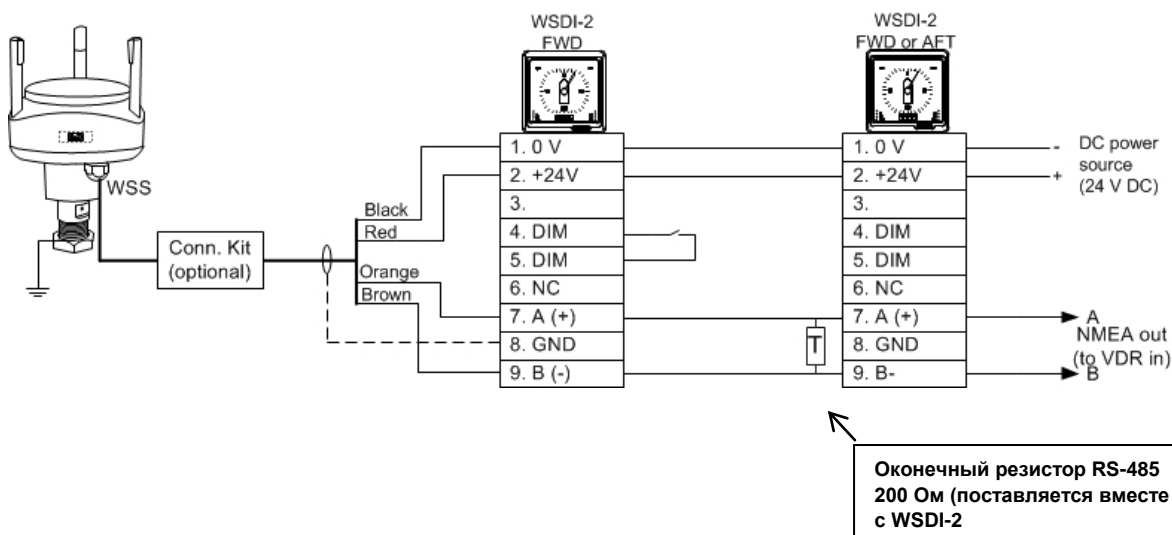 WSDI-2
FWD
WSDI-2
FWD or AFT
WSS
Conn. Kit
(optional)
Black
Red
Orange
Brown
1. 0 V
2. +24V
3.
4. DIM
5. DIM
6. NC
7. A (+)
8. GND
9. B (-)
T
1. 0 V
2. +24V
3.
4. DIM
5. DIM
6. NC
7. A (+)
8. GND
9. B-
- DC power
source
+ (24 V DC)
A
NMEA out
(to VDR in)
B
Оконечный резистор RS-485
200 Ом (поставляется вместе
с WSDI-2